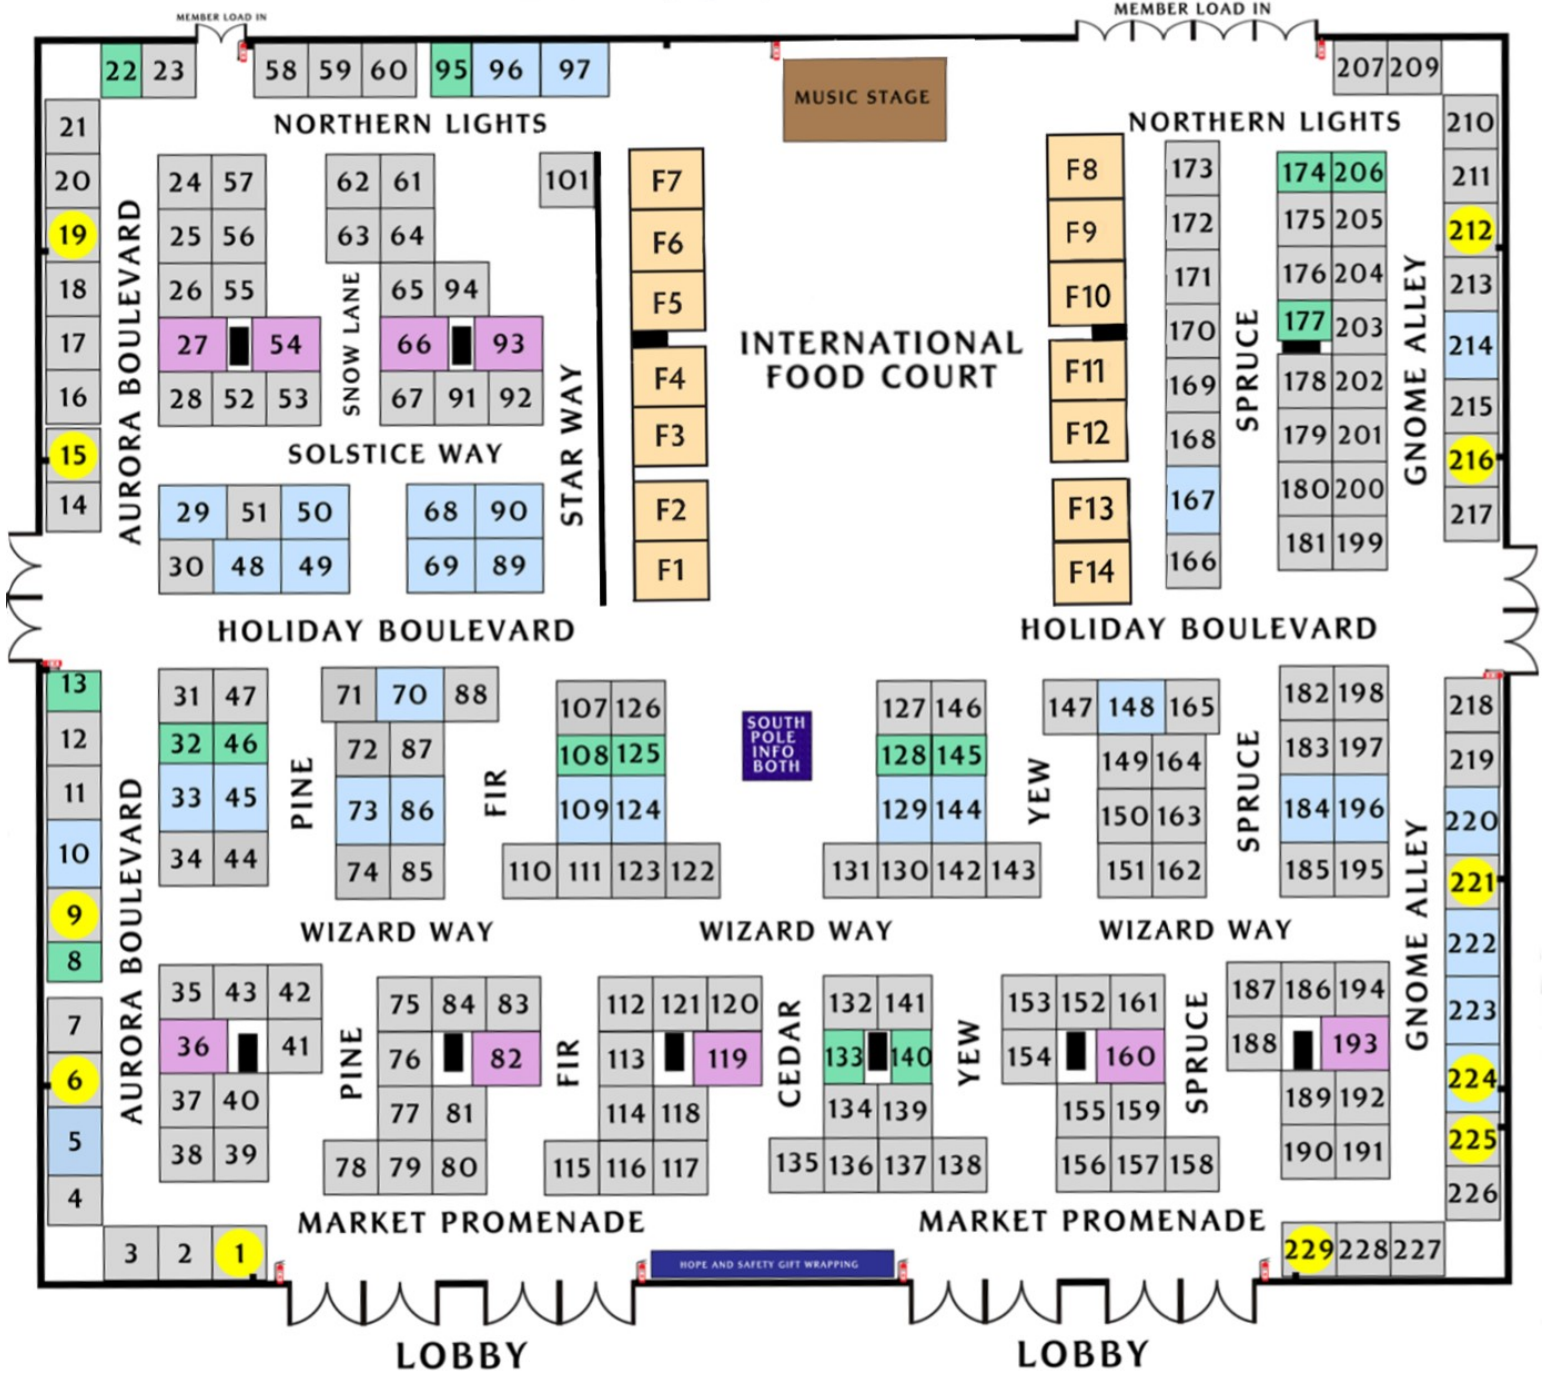 MEMBER LOAD IN
MEMBER LOAD IN
22 23 58 59 60 95 96 97
207 209
MUSIC STAGE
NORTHERN LIGHTS
NORTHERN LIGHTS
21
20
19
18
17
16
15
14
AURORA BOULEVARD
24 57
25 56
26 55
27 54
28 52 53
SNOW LANE
62 61
63 64
65 94
66 93
67 91 92
101
SOLSTICE WAY
STAR WAY
29 51 50
30 48 49
68 90
69 89
F7
F6
F5
F4
F3
F2
F1
INTERNATIONAL
FOOD COURT
F8
F9
F10
F11
F12
F13
F14
173
172
171
170
169
168
167
166
SPRUCE
174 206
175 205
176 204
177 203
178 202
179 201
180 200
181 199
GNOME ALLEY
210
211
212
213
214
215
216
217
HOLIDAY BOULEVARD
HOLIDAY BOULEVARD
13
12
11
10
9
8
7
6
5
4
AURORA BOULEVARD
31 47
32 46
33 45
34 44
PINE
71 70 88
72 87
73 86
74 85
FIR
107 126
108 125
109 124
110 111 123 122
SOUTH
POLE
INFO
BOTH
127 146
128 145
129 144
131 130 142 143
YEW
147 148 165
149 164
150 163
151 162
SPRUCE
182 198
183 197
184 196
185 195
GNOME ALLEY
218
219
220
221
222
223
224
225
226
WIZARD WAY
WIZARD WAY
WIZARD WAY
35 43 42
36 41
37 40
38 39
PINE
75 84 83
76 82
77 81
78 79 80
FIR
112 121 120
113 119
114 118
115 116 117
CEDAR
132 141
133 140
134 139
135 136 137 138
YEW
153 152 161
154 160
155 159
156 157 158
SPRUCE
187 186 194
188 193
189 192
190 191
MARKET PROMENADE
MARKET PROMENADE
3 2 1
HOPE AND SAFETY GIFT WRAPPING
229 228 227
LOBBY
LOBBY